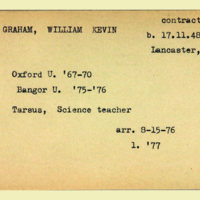 contract
GRAHAM, WILLIAM KEVIN
b. 17.11.48
Lancaster,
Oxford U. '67-70
Bangor U. '75-'76
Tarsus, Science teacher
arr. 8-15-76
l. '77